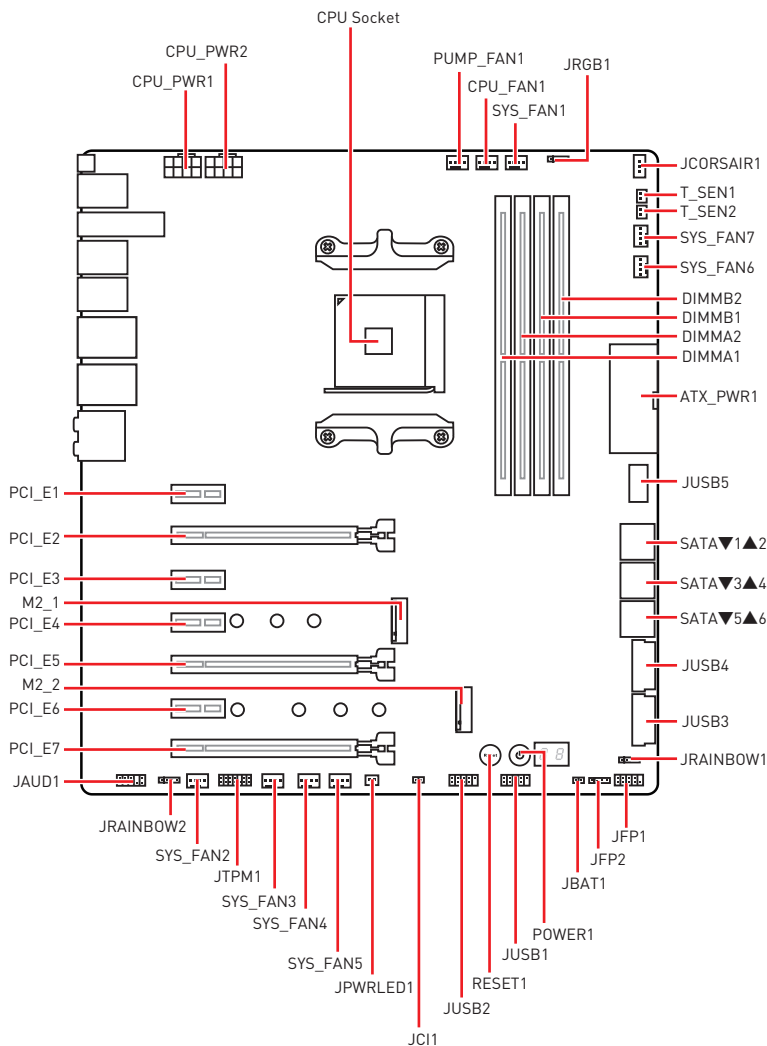 CPU Socket
CPU_PWR2
CPU_PWR1
PUMP_FAN1
CPU_FAN1
SYS_FAN1
JRGB1
JCORSAIR1
T_SEN1
T_SEN2
SYS_FAN7
SYS_FAN6
DIMMB2
DIMMB1
DIMMA2
DIMMA1
ATX_PWR1
JUSB5
SATA▼1▲2
SATA▼3▲4
SATA▼5▲6
JUSB4
JUSB3
JRAINBOW1
PCI_E1
PCI_E2
PCI_E3
M2_1
PCI_E4
PCI_E5
M2_2
PCI_E6
PCI_E7
JAUD1
JRAINBOW2
SYS_FAN2
JTPM1
SYS_FAN3
SYS_FAN4
SYS_FAN5
JPWRLED1
JCI1
JUSB2
RESET1
JUSB1
POWER1
JBAT1
JFP2
JFP1